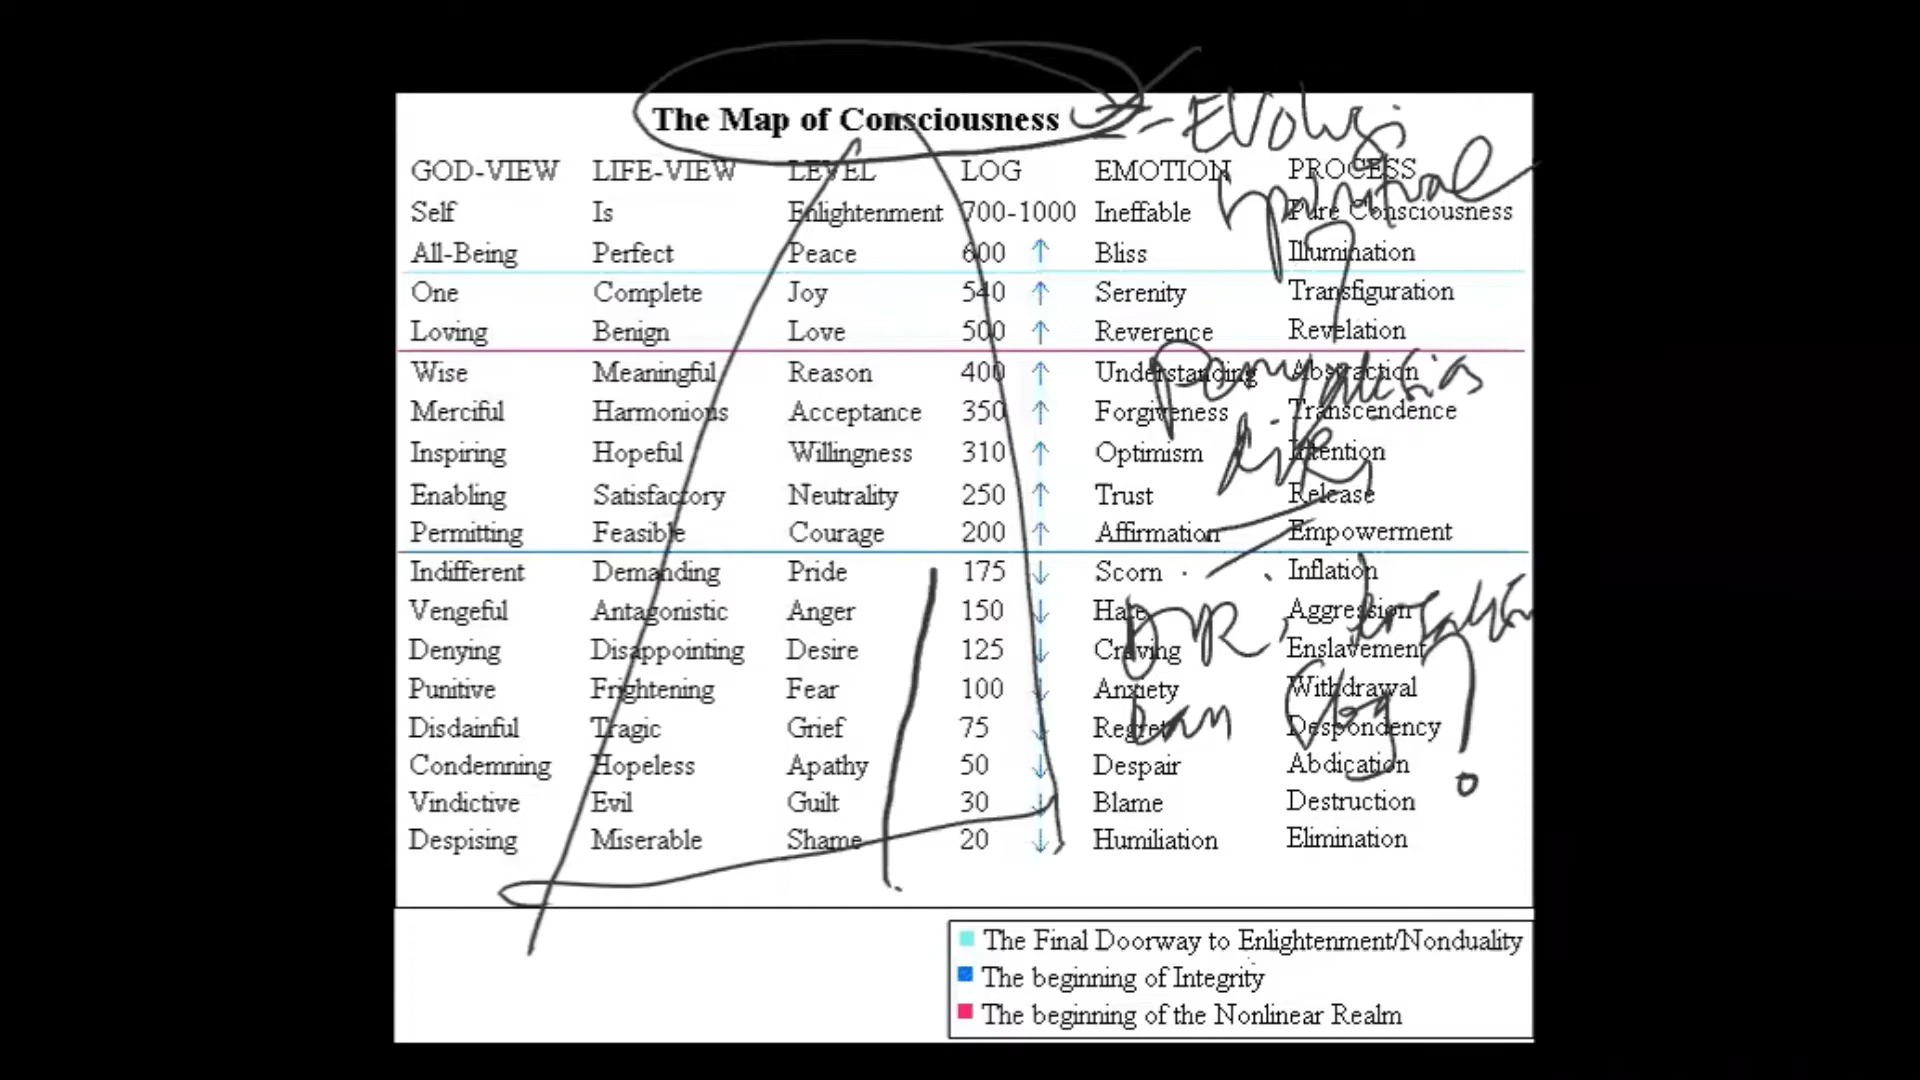 The Map of Consciousness
GOD-VIEW LIFE-VIEW LEVEL LOG EMOTION PROCESS
Self Is Enlightenment 700-1000 Ineffable Pure Consciousness
All-Being Perfect Peace 600 ↑ Bliss Illumination
One Complete Joy 540 ↑ Serenity Transfiguration
Loving Benign Love 500 ↑ Reverence Revelation
Wise Meaningful Reason 400 ↑ Understanding Abstraction
Merciful Harmonious Acceptance 350 ↑ Forgiveness Transcendence
Inspiring Hopeful Willingness 310 ↑ Optimism Intention
Enabling Satisfactory Neutrality 250 ↑ Trust Release
Permitting Feasible Courage 200 ↑ Affirmation Empowerment
Indifferent Demanding Pride 175 ↓ Scorn Inflation
Vengeful Antagonistic Anger 150 ↓ Hate Aggression
Denying Disappointing Desire 125 ↓ Craving Enslavement
Punitive Frightening Fear 100 ↓ Anxiety Withdrawal
Disdainful Tragic Grief 75 ↓ Regret Despondency
Condemning Hopeless Apathy 50 ↓ Despair Abdication
Vindictive Evil Guilt 30 ↓ Blame Destruction
Despising Miserable Shame 20 ↓ Humiliation Elimination
The Final Doorway to Enlightenment/Nonduality
The beginning of Integrity
The beginning of the Nonlinear Realm